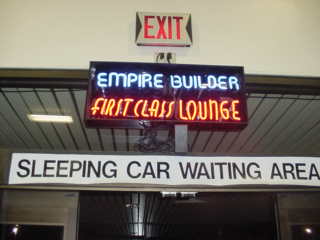 EXIT
EMPIRE BUILDER
FIRST CLASS LOUNGE
SLEEPING CAR WAITING AREA